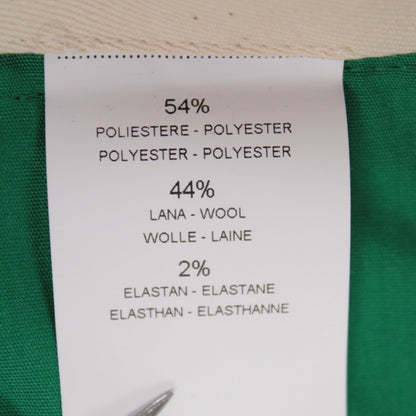 54%
POLIESTERE - POLYESTER
POLYESTER - POLYESTER
44%
LANA - WOOL
WOLLE - LAINE
2%
ELASTAN - ELASTANE
ELASTHAN - ELASTHANNE